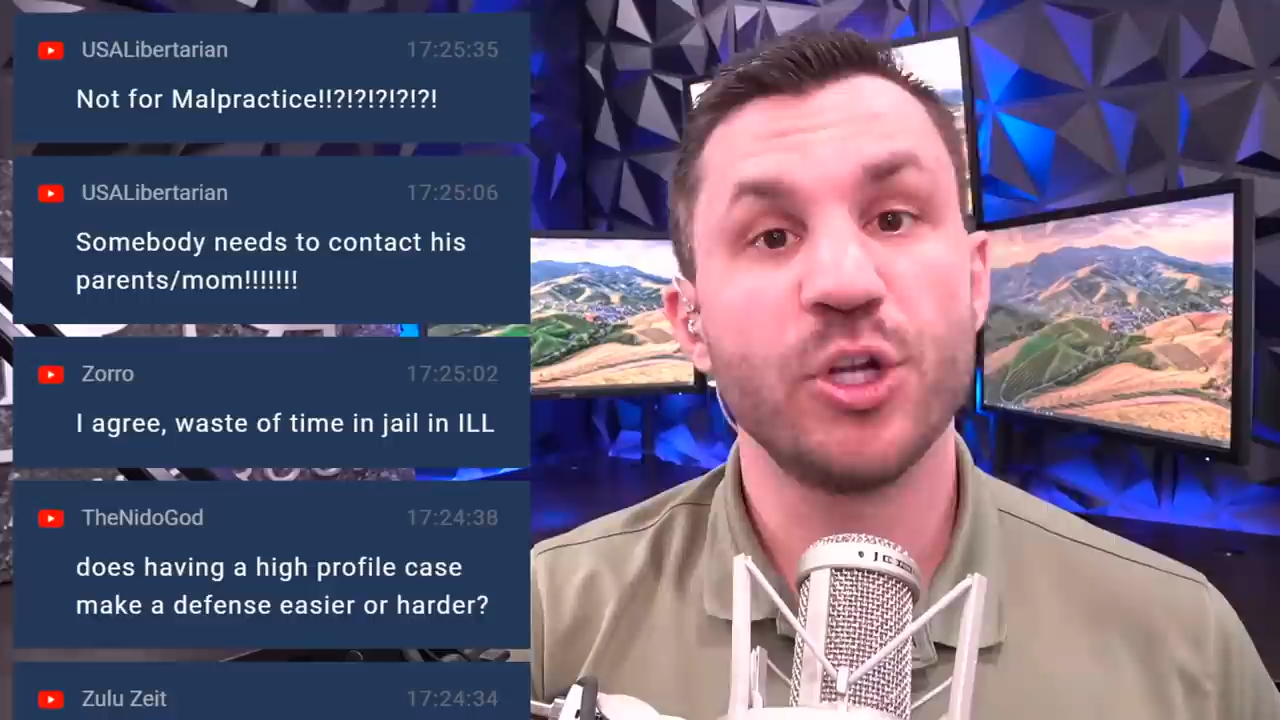 USALibertarian 17:25:35
Not for Malpractice!!?!?!?!?!?!
USALibertarian 17:25:06
Somebody needs to contact his
parents/mom!!!!!!!
Zorro 17:25:02
I agree, waste of time in jail in ILL
TheNidoGod 17:24:38
does having a high profile case
make a defense easier or harder?
Zulu Zeit 17:24:34